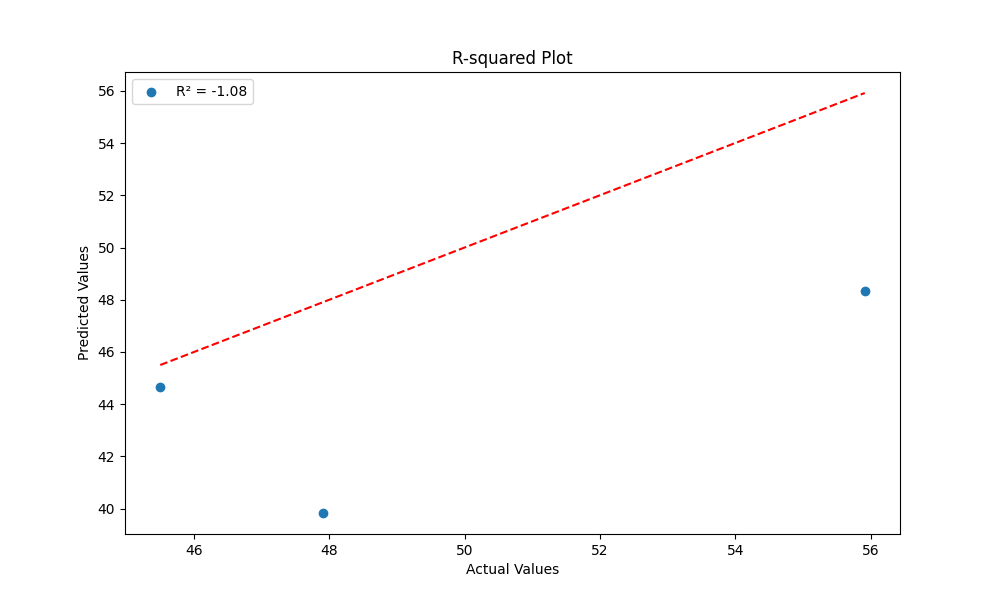 R-squared Plot
R² = -1.08
56
54
52
50
48
46
44
42
40
Predicted Values
46 48 50 52 54 56
Actual Values